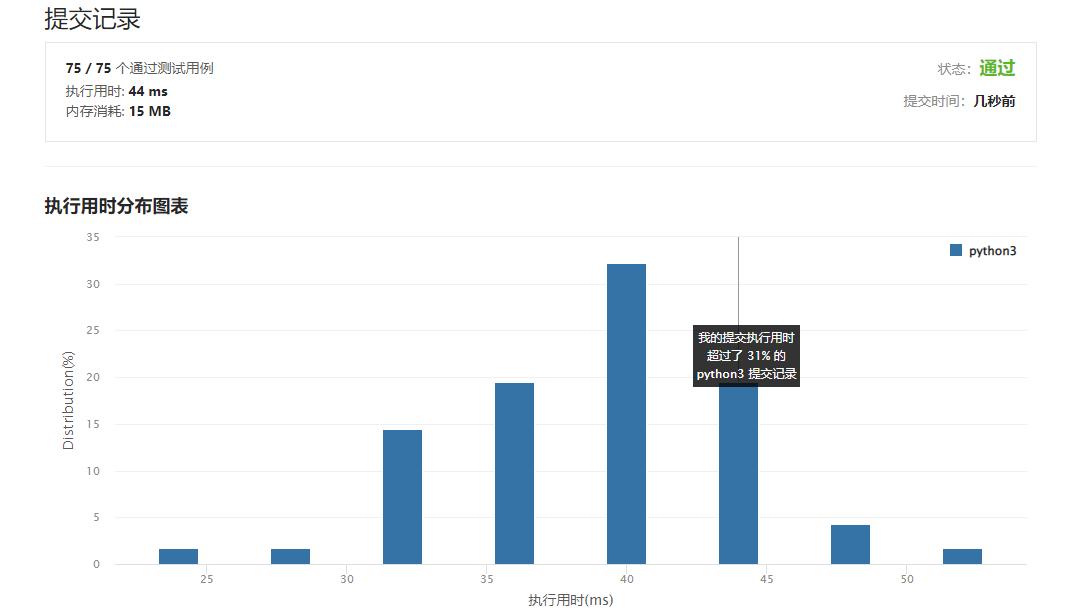 提交记录
75 / 75 个通过测试用例
状态：通过
执行用时: 44 ms
内存消耗: 15 MB
提交时间：几秒前
执行用时分布图表
35
python3
30
25
我的提交执行用时
超过了 31% 的
python3 提交记录
20
15
10
5
0
Distribution(%)
25
30
35
40
45
50
执行用时(ms)